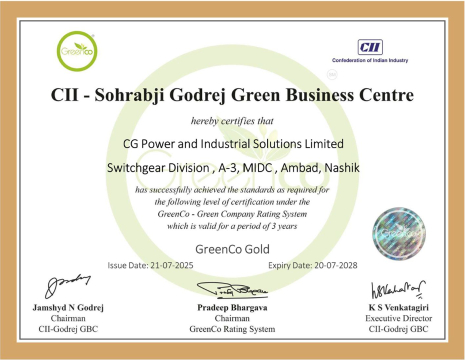 GreenCo
CII
Confederation of Indian Industry
CII - Sohrabji Godrej Green Business Centre
hereby certifies that
CG Power and Industrial Solutions Limited
Switchgear Division , A-3, MIDC , Ambad, Nashik
has successfully achieved the standards as required for
the following level of certification under the
GreenCo - Green Company Rating System
which is valid for a period of 3 years
GreenCo Gold
Issue Date: 21-07-2025 Expiry Date: 20-07-2028
Jamshyd N Godrej Pradeep Bhargava K S Venkatagiri
Chairman Chairman Executive Director
CII-Godrej GBC GreenCo Rating System CII-Godrej GBC